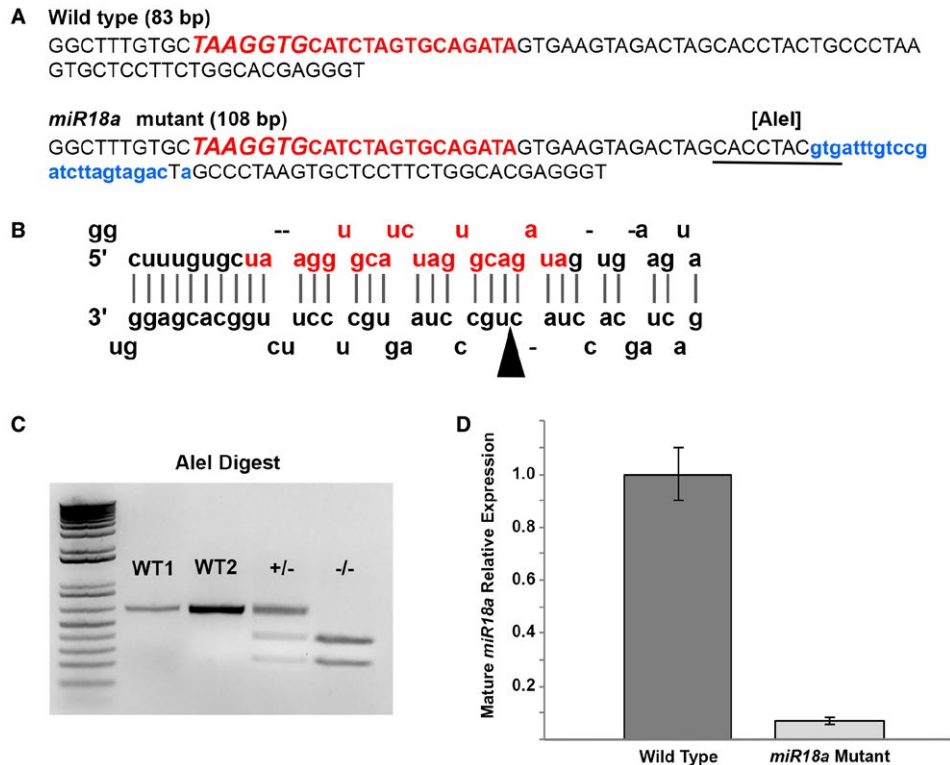 A
Wild type (83 bp)
GGCTTTGTGCTAAGGTGCATCTAGTGCAGATAGTGAAGTAGACTAGCACCTACTGCCCTAA
GTGCTCCTTCTGGCACGAGGGT
miR18a mutant (108 bp)
[AleI]
GGCTTTGTGCTAAGGTGCATCTAGTGCAGATAGTGAAGTAGACTAGCACCTACgtgatttgtccg
atcttagtagacTaGCCCTAAGTGCTCCTTCTGGCACGAGGGT
B
gg -- u uc u a - -a u
5' cuuugugcua aggg gca uagg gcag uag ug ag a
3' ggagcacggu ucc cgu auc cguc auc ac uc g
ug cu u ga c - c ga a
C
AleI Digest
WT1 WT2 +/- -/-
D
Mature miR18a Relative Expression
1.0
0.8
0.6
0.4
0.2
Wild Type miR18a Mutant